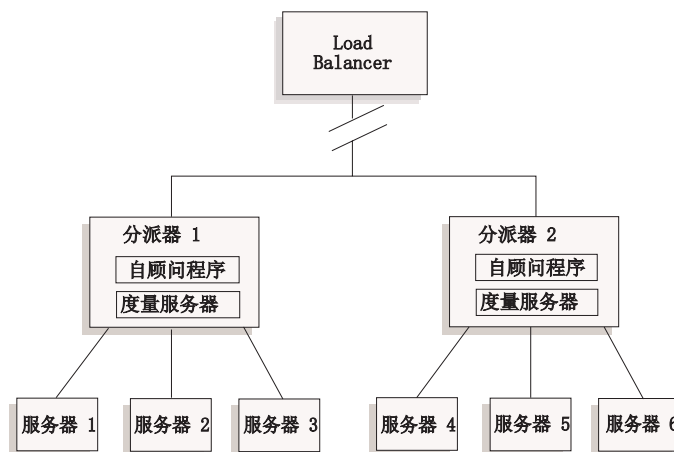 Load
Balancer
分派器 1
自顾问程序
度量服务器
分派器 2
自顾问程序
度量服务器
服务器 1
服务器 2
服务器 3
服务器 4
服务器 5
服务器 6